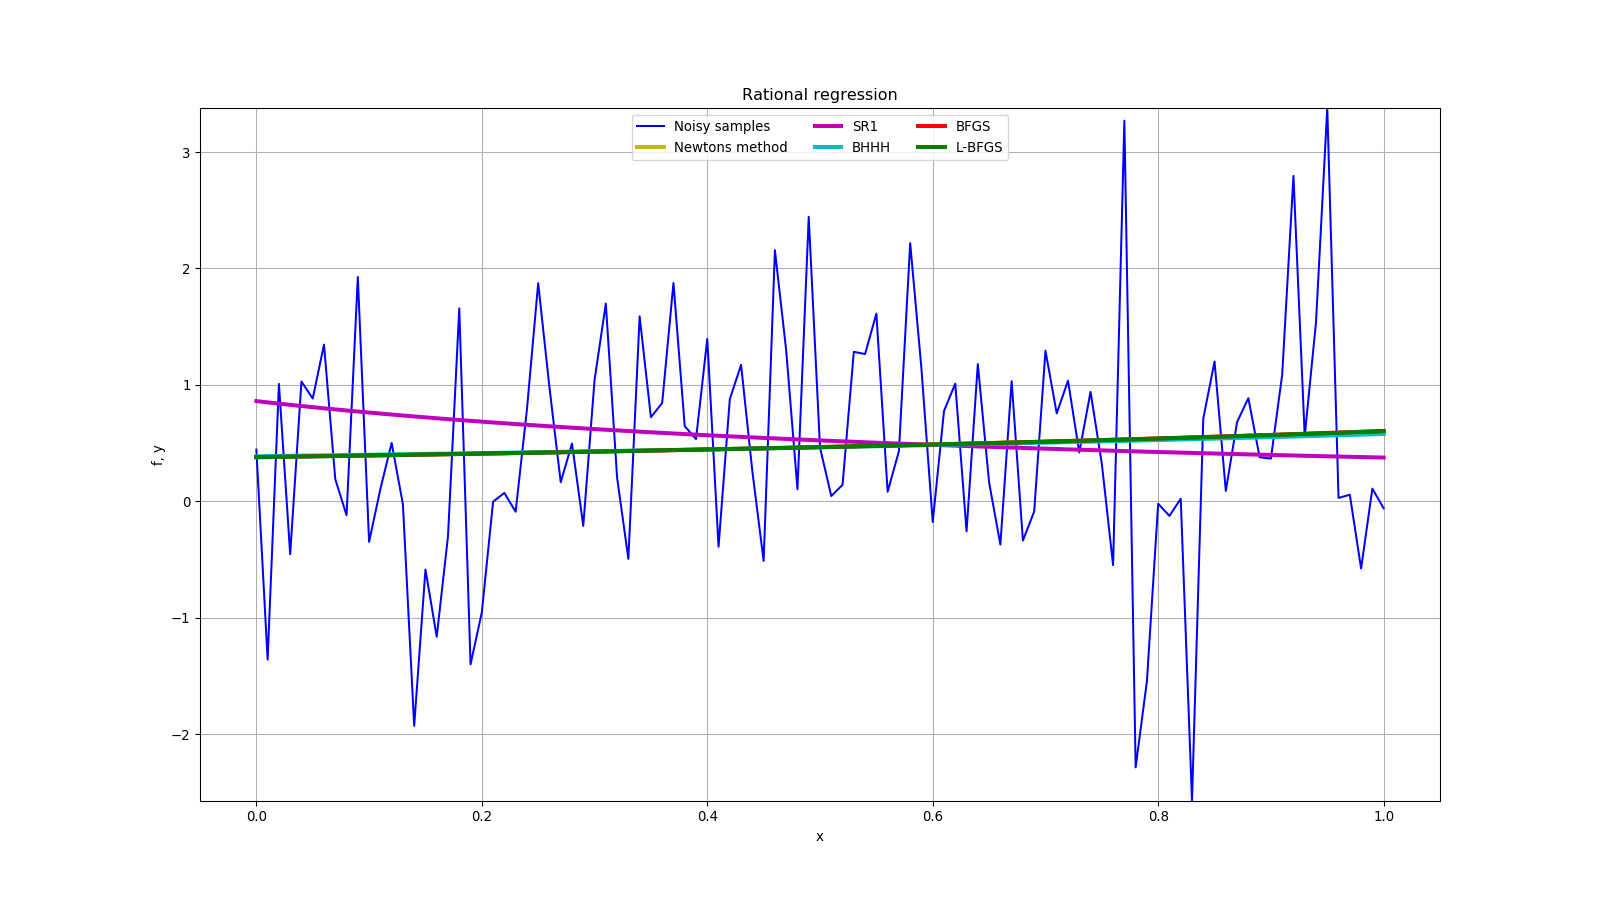 Rational regression
Noisy samples
Newtons method
SR1
BHHH
BFGS
L-BFGS
3
2
1
0
−1
−2
f, y
0.0 0.2 0.4 0.6 0.8 1.0
x